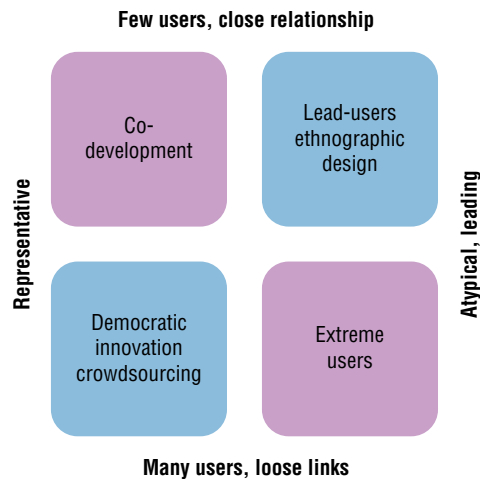 Few users, close relationship
Co-
development
Lead-users
ethnographic
design
Representative
Atypical, leading
Democratic
innovation
crowdsourcing
Extreme
users
Many users, loose links